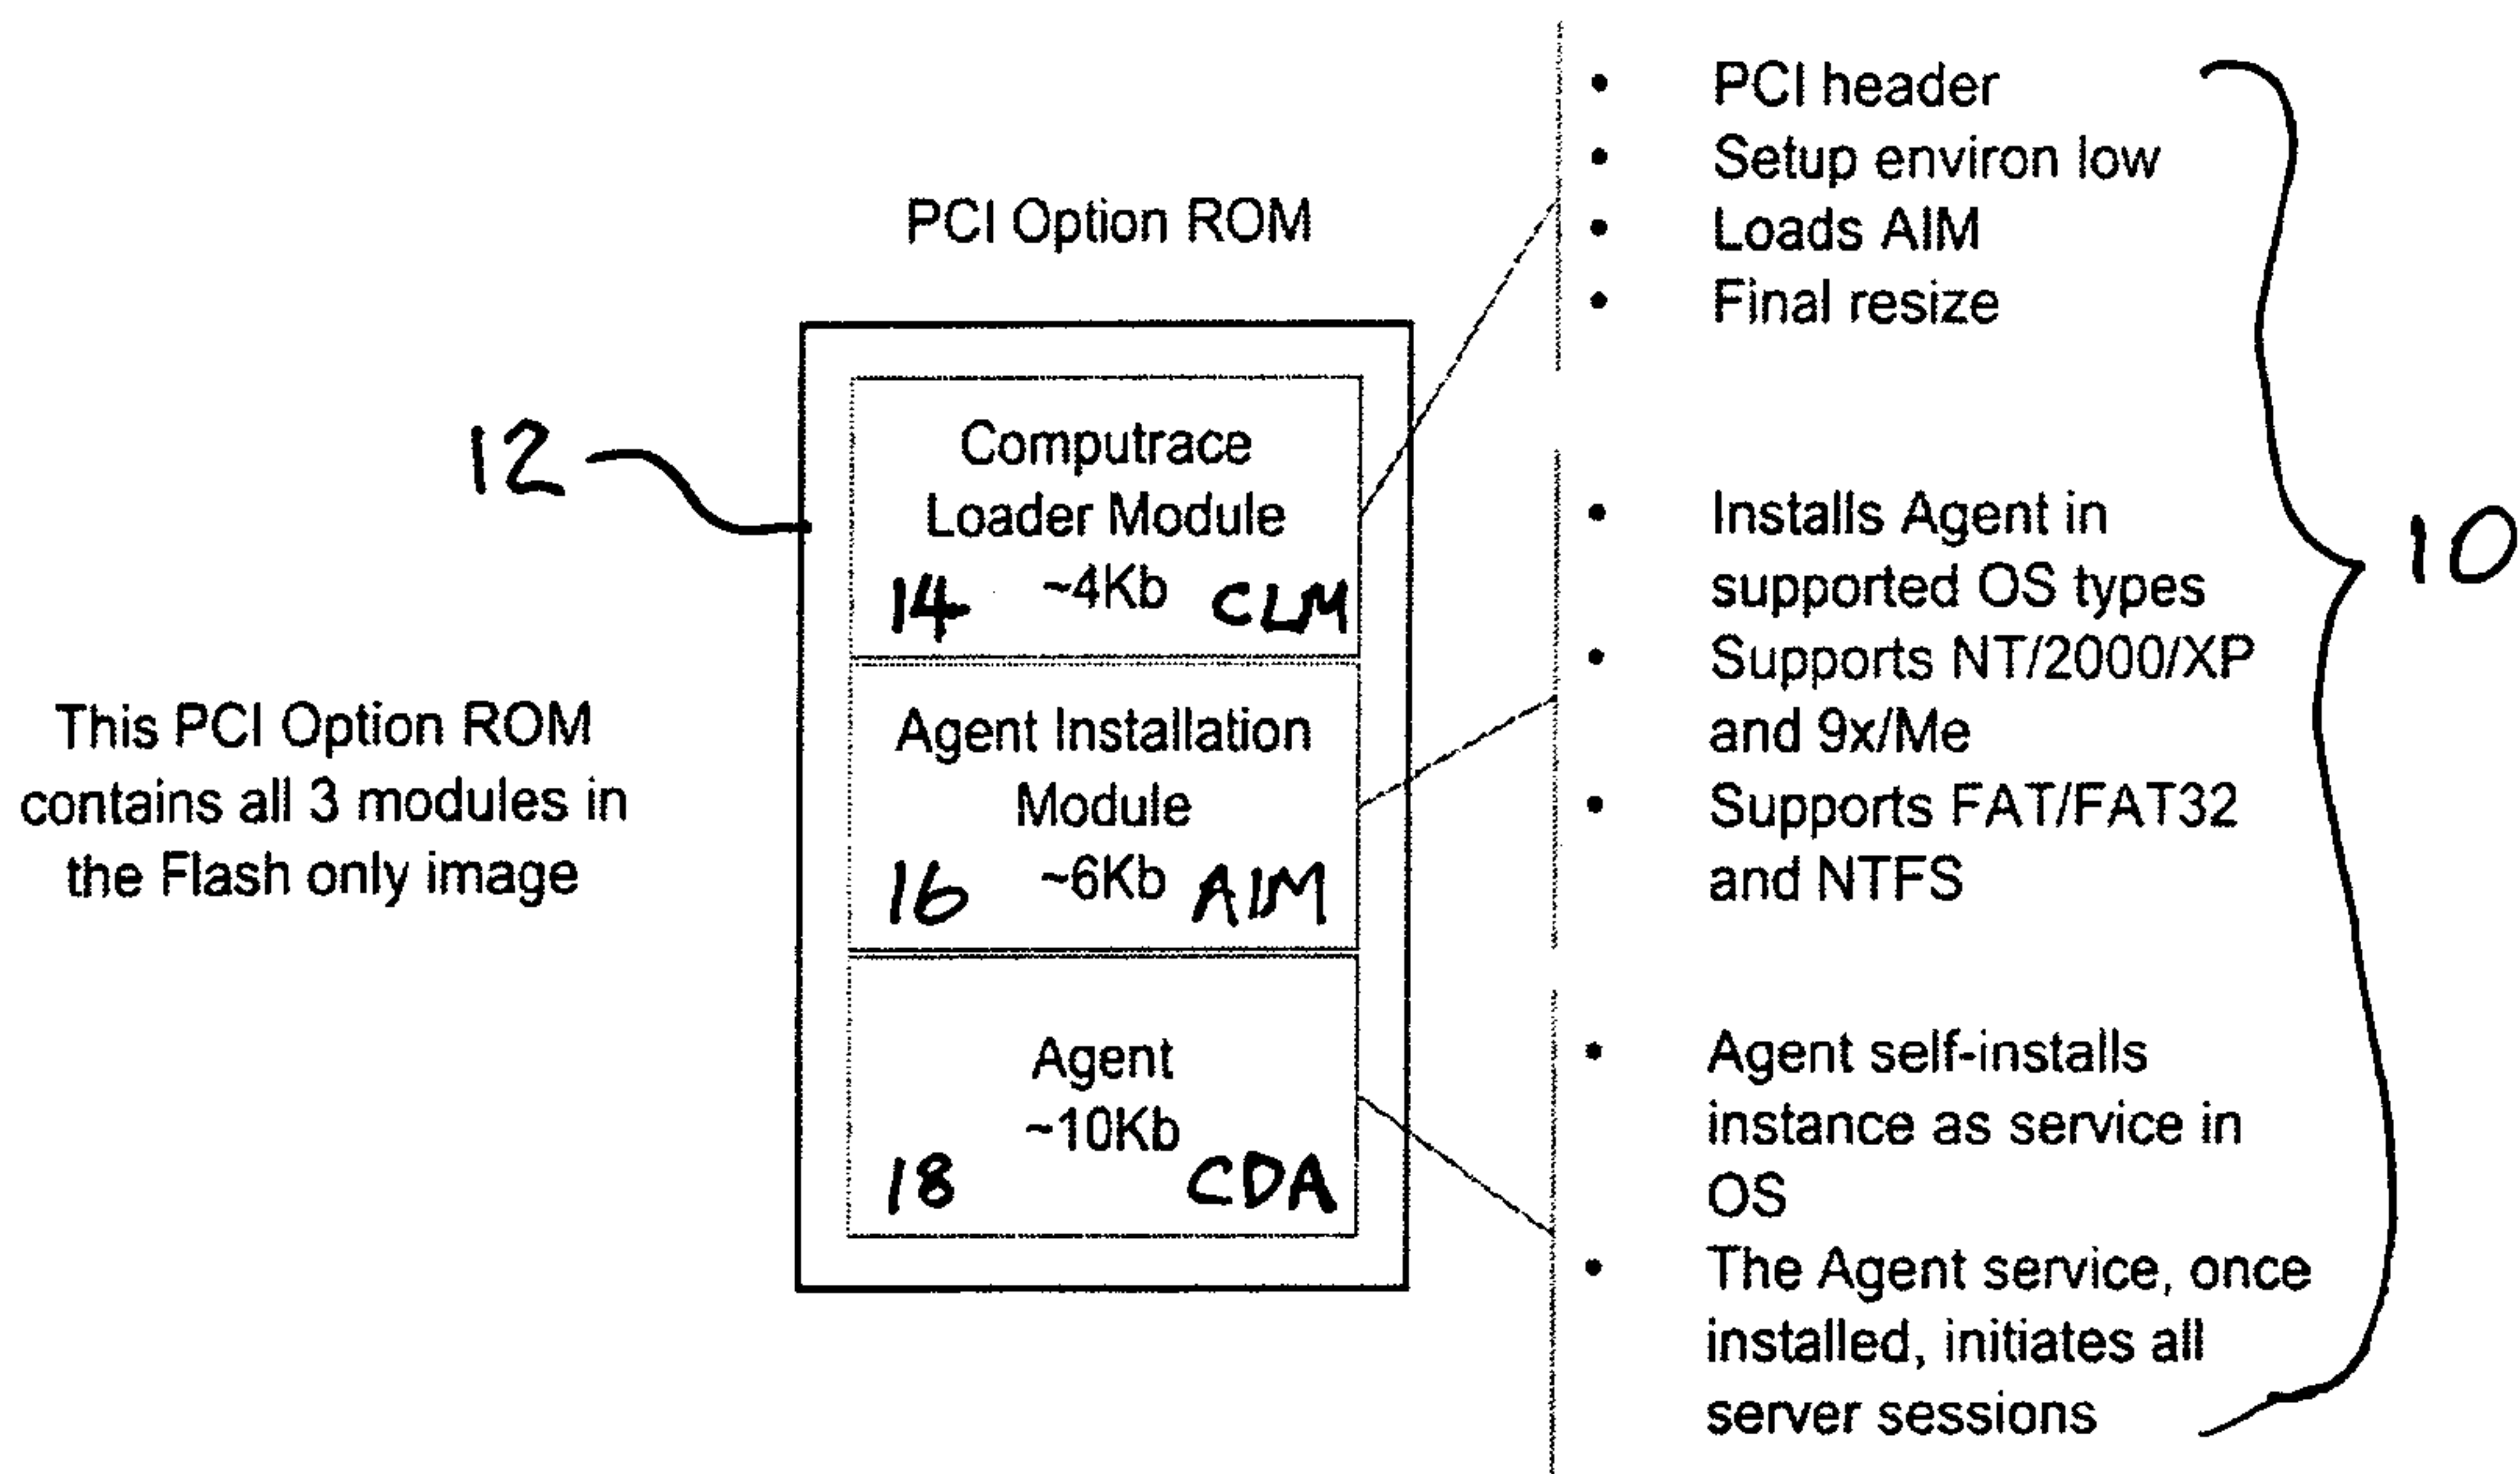 PCI Option ROM
12
Computrace
Loader Module
~4Kb
14
CLM
Agent Installation
Module
~6Kb
16
AIM
Agent
~10Kb
18
CDA
This PCI Option ROM
contains all 3 modules in
the Flash only image
• PCI header
• Setup environ low
• Loads AIM
• Final resize
• Installs Agent in
supported OS types
• Supports NT/2000/XP
and 9x/Me
• Supports FAT/FAT32
and NTFS
• Agent self-installs
instance as service in
OS
• The Agent service, once
installed, initiates all
server sessions
10